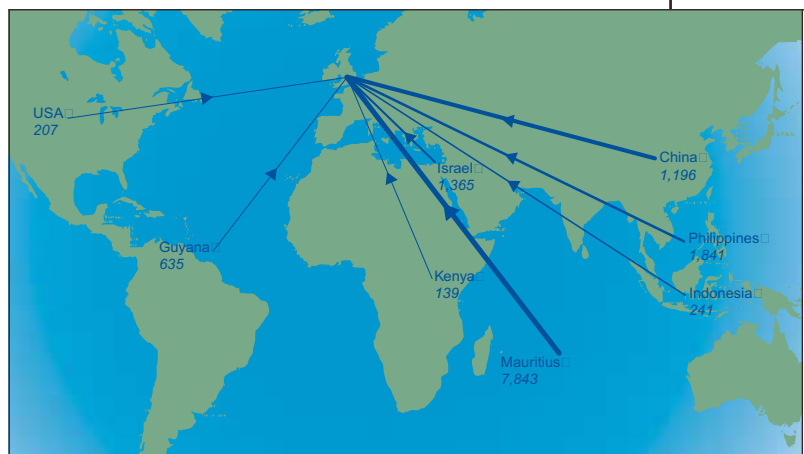 USA
207
Guyana
635
Israel
1,365
Kenya
139
Mauritius
7,843
China
1,196
Philippines
1,841
Indonesia
241
JAPAN